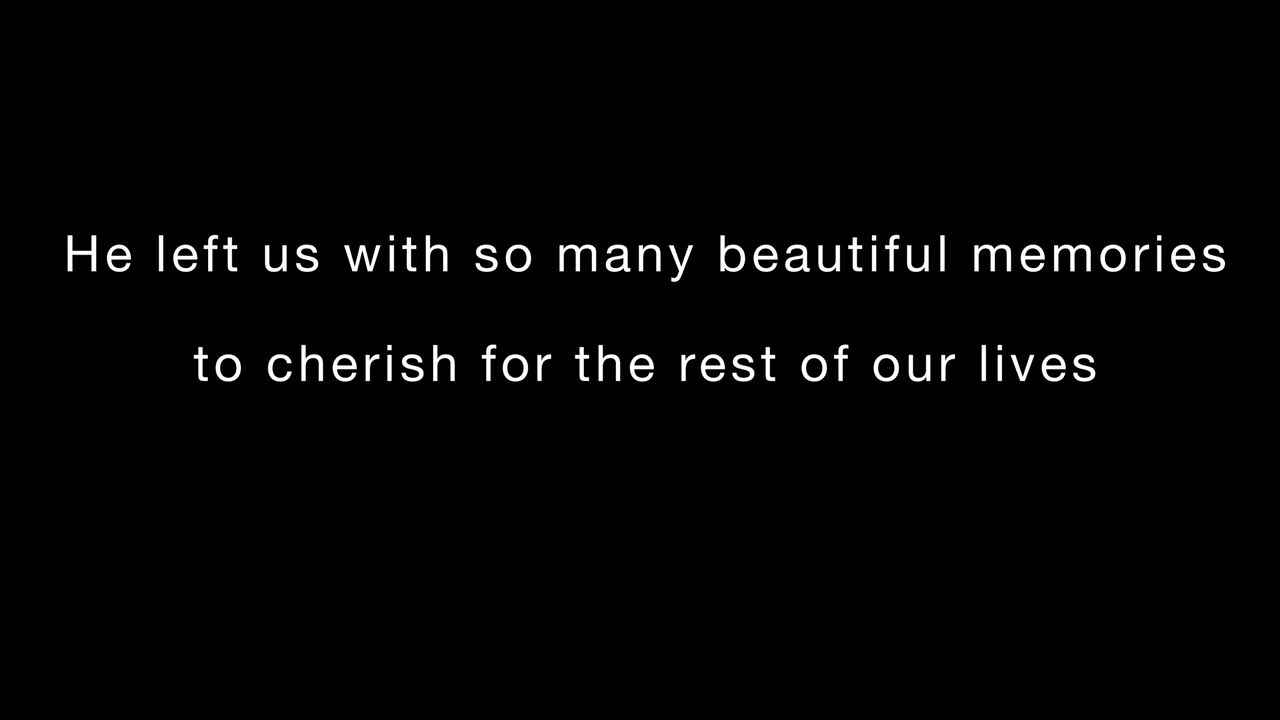 He left us with so many beautiful memories
to cherish for the rest of our lives